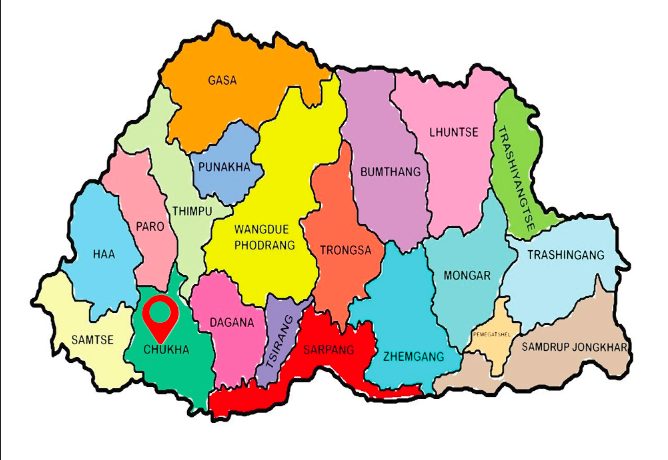 GASA
LHUNTSE
TRASHIYANGTSE
PUNAKHA
BUMTHANG
THIMPU
PARO
WANGDUE
PHODRANG
TRONGSA
HAA
TRASHINGANG
MONGAR
DAGANA
TSIRANG
SAMTSE
CHUKHA
SARPANG
ZHEMGANG
PEMEGATSHEL
SAMDRUP JONGKHAR